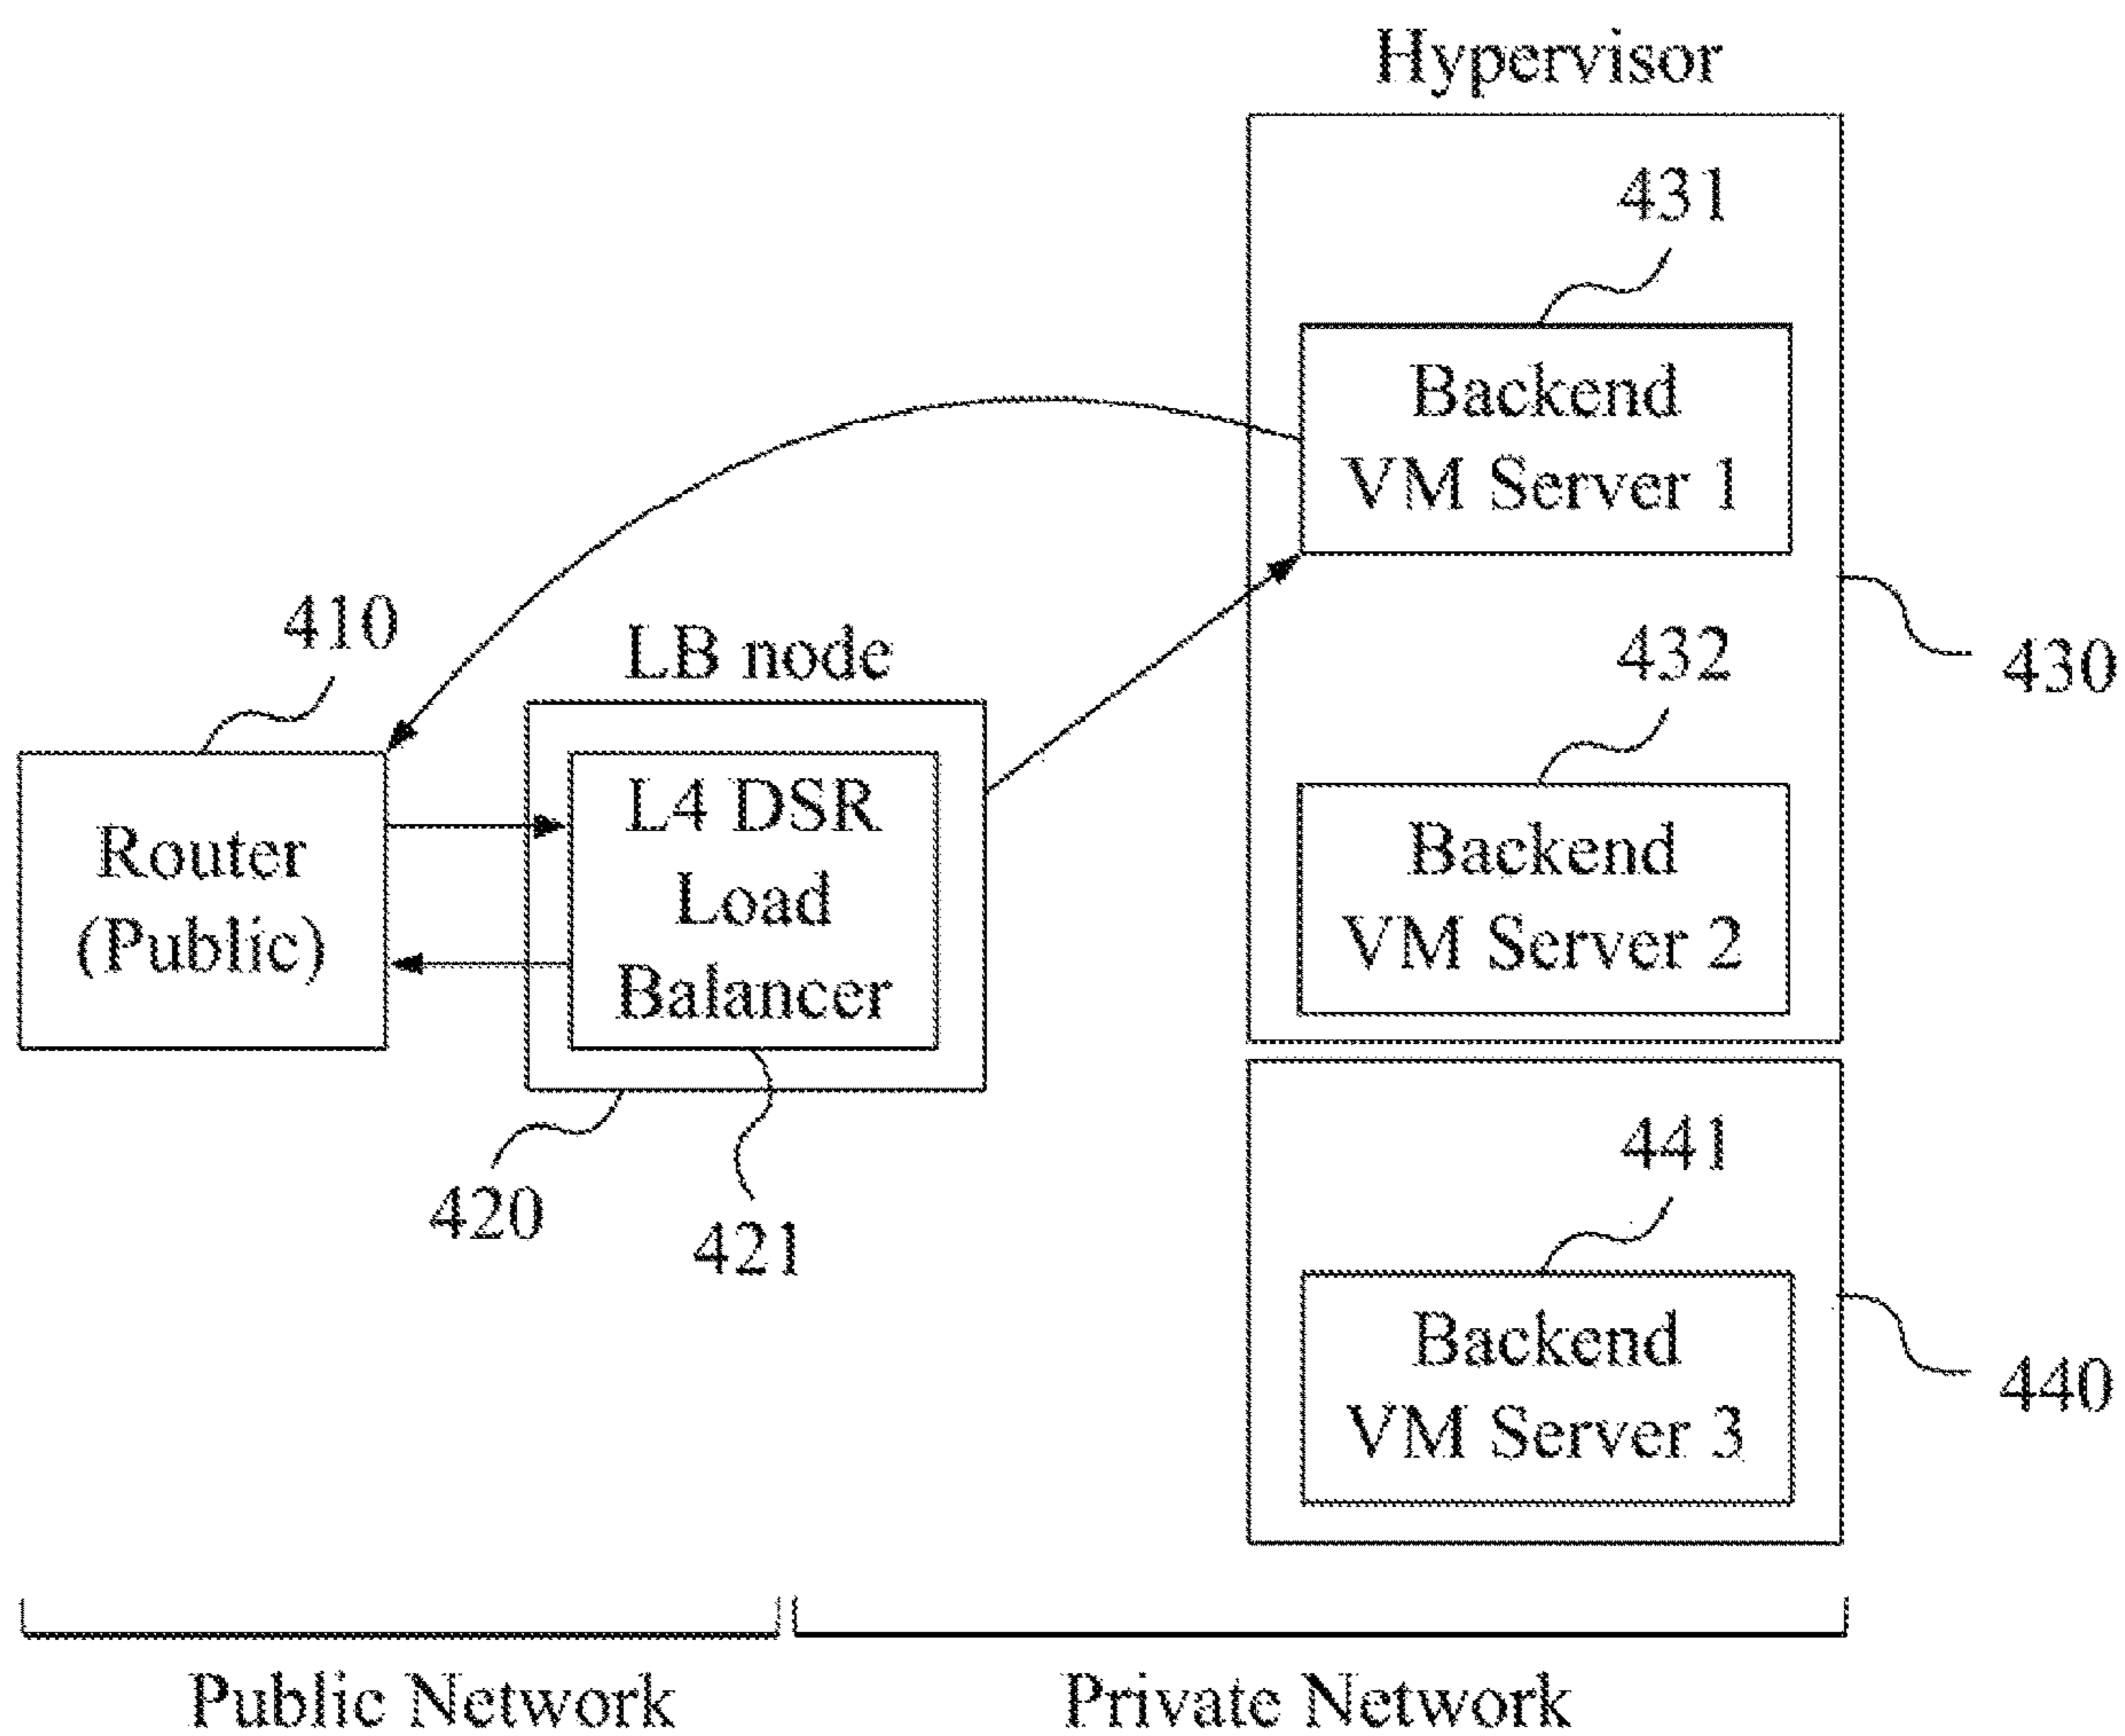 Hypervisor
431
Backend
VM Server 1
410
LB node
432
430
Router
(Public)
L4 DSR
Load
Balancer
Backend
VM Server 2
420
421
441
Backend
VM Server 3
440
Public Network
Private Network